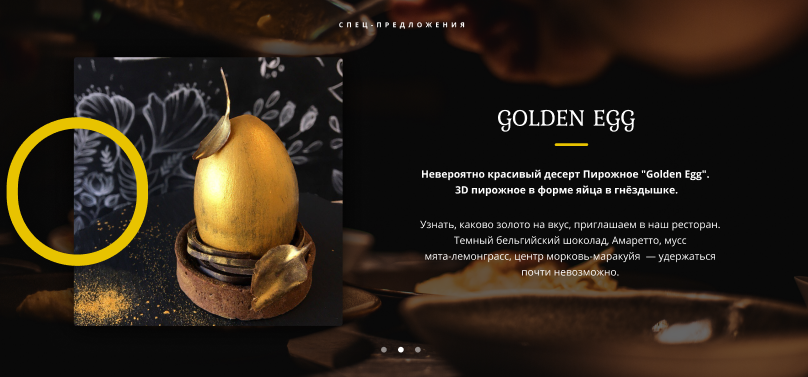 СПЕЦ-ПРЕДЛОЖЕНИЯ
GOLDEN EGG
Невероятно красивый десерт Пирожное "Golden Egg".
3D пирожное в форме яйца в гнёздышке.
Узнать, каково золото на вкус, приглашаем в наш ресторан.
Темный бельгийский шоколад, Амаретто, мусс
мята-лемонграсс, центр морковь-маракуйя — удержаться
почти невозможно.